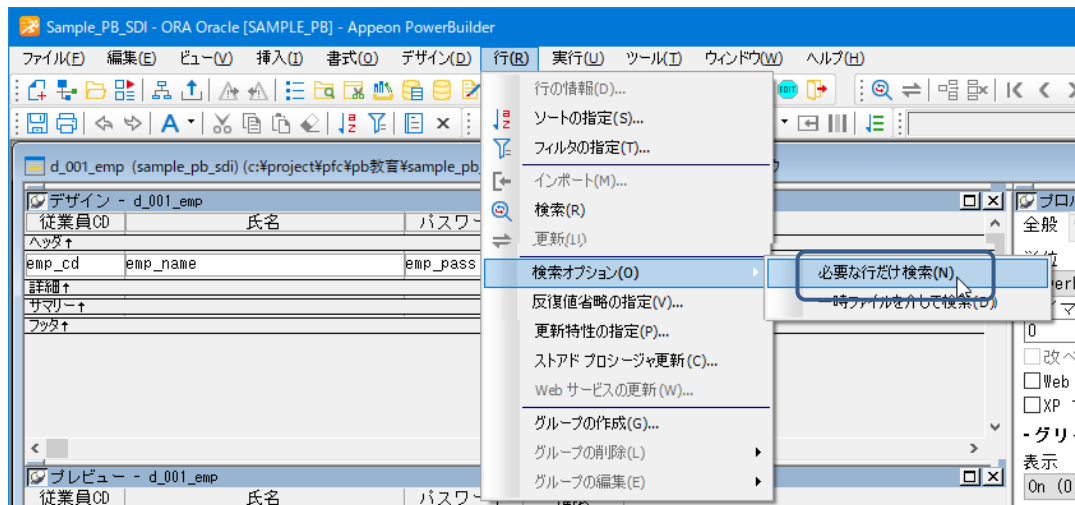 Sample_PB_SDI - ORA Oracle [SAMPLE_PB] - Appeon PowerBuilder
ファイル(F) 編集(E) ビュー(V) 挿入(I) 書式(O) デザイン(D) 行(R) 実行(U) ツール(T) ウィンドウ(W) ヘルプ(H)
行の情報(D)...
ソートの指定(S)...
フィルタの指定(T)...
インポート(M)...
検索(R)
更新(U)
検索オプション(O)
必要な行だけ検索(N)
一時ファイルを介して検索(D)
反復値省略の指定(V)...
更新特性の指定(P)...
ストアド プロシージャ更新(C)...
Web サービスの更新(W)...
グループの作成(G)...
グループの削除(L)
グループの編集(E)
d_001_emp (sample_pb_sdi) (c:¥project¥pfc¥pb教育¥sample_pb
デザイン - d_001_emp
従業員CD 氏名 パスワ
ヘッダ↑
emp_cd emp_name emp_pass
詳細↑
サマリー↑
フッタ↑
プレビュー - d_001_emp
従業員CD 氏名 パスワ
全般
0
Web
XP
表示
On (0